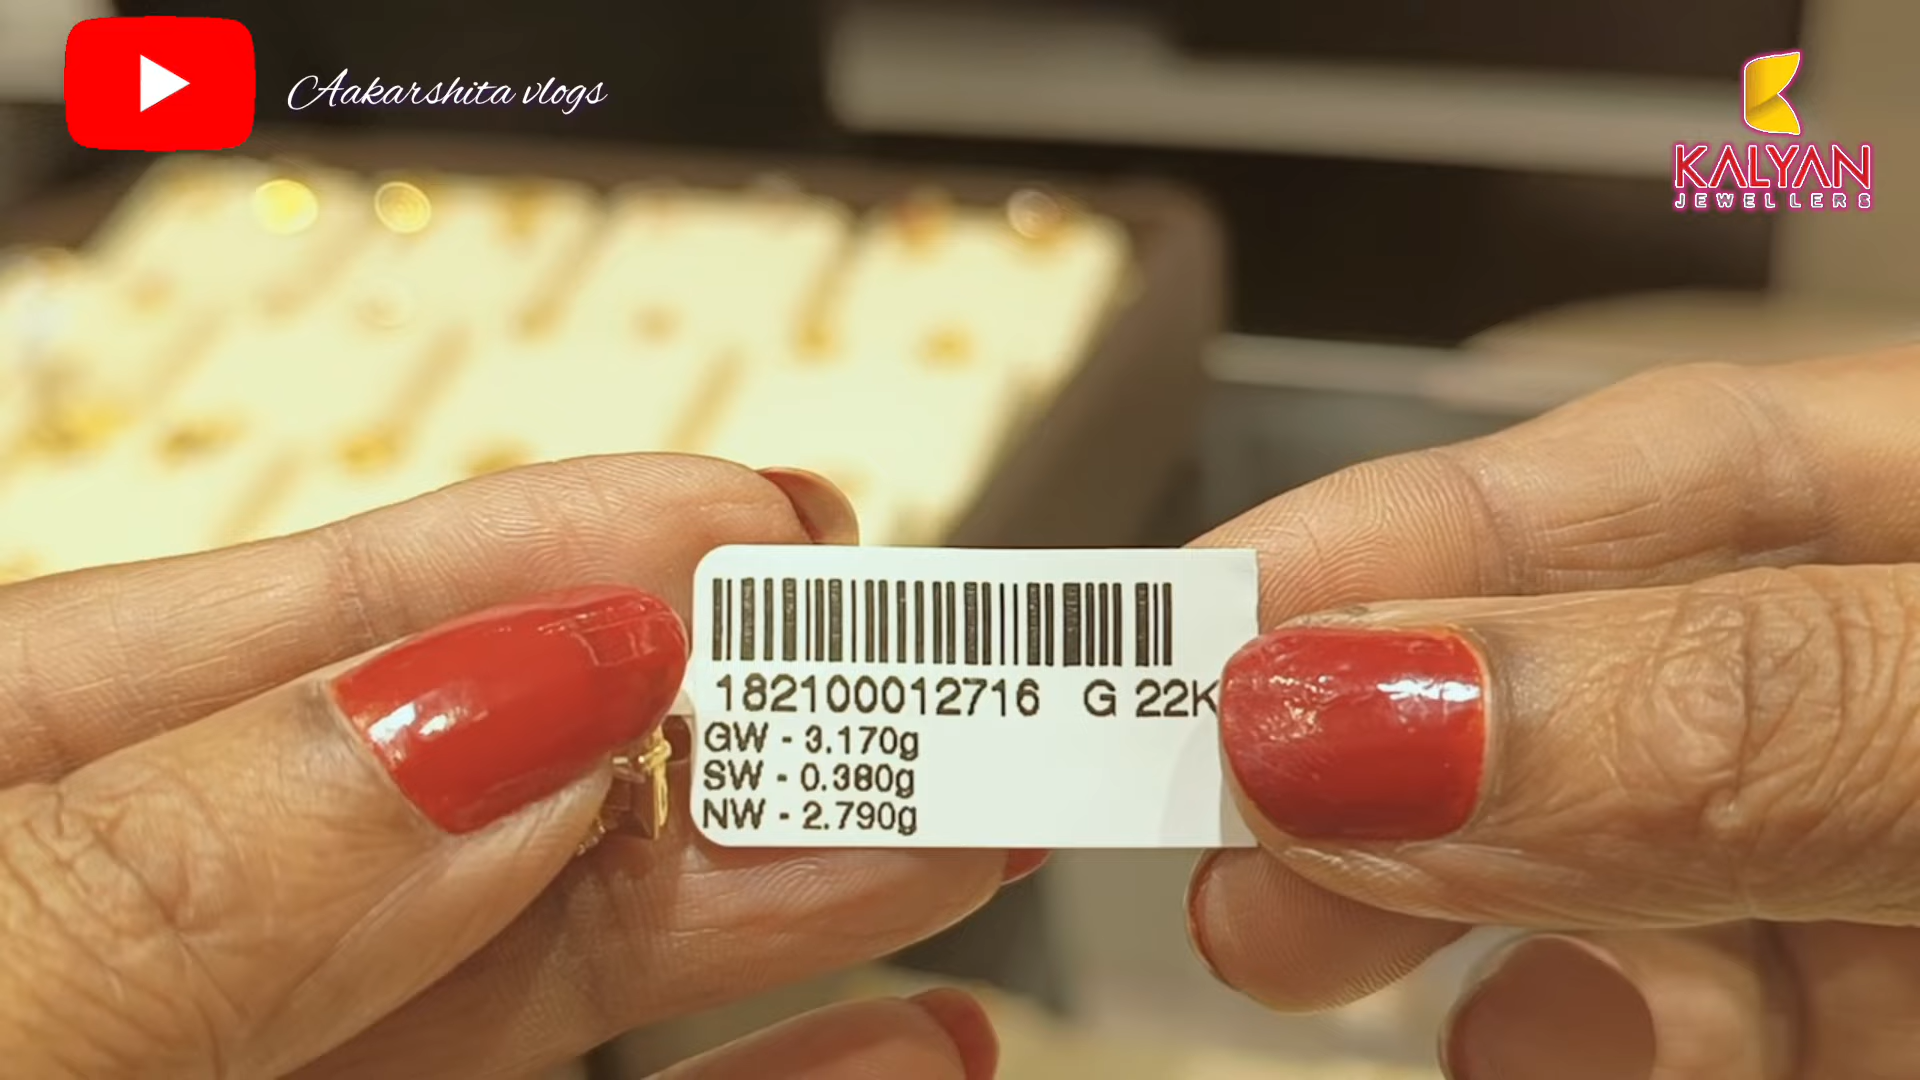 Aakarshita vlogs
KALYAN
JEWELLERS
182100012716 G 22K
GW - 3.170g
SW - 0.380g
NW - 2.790g